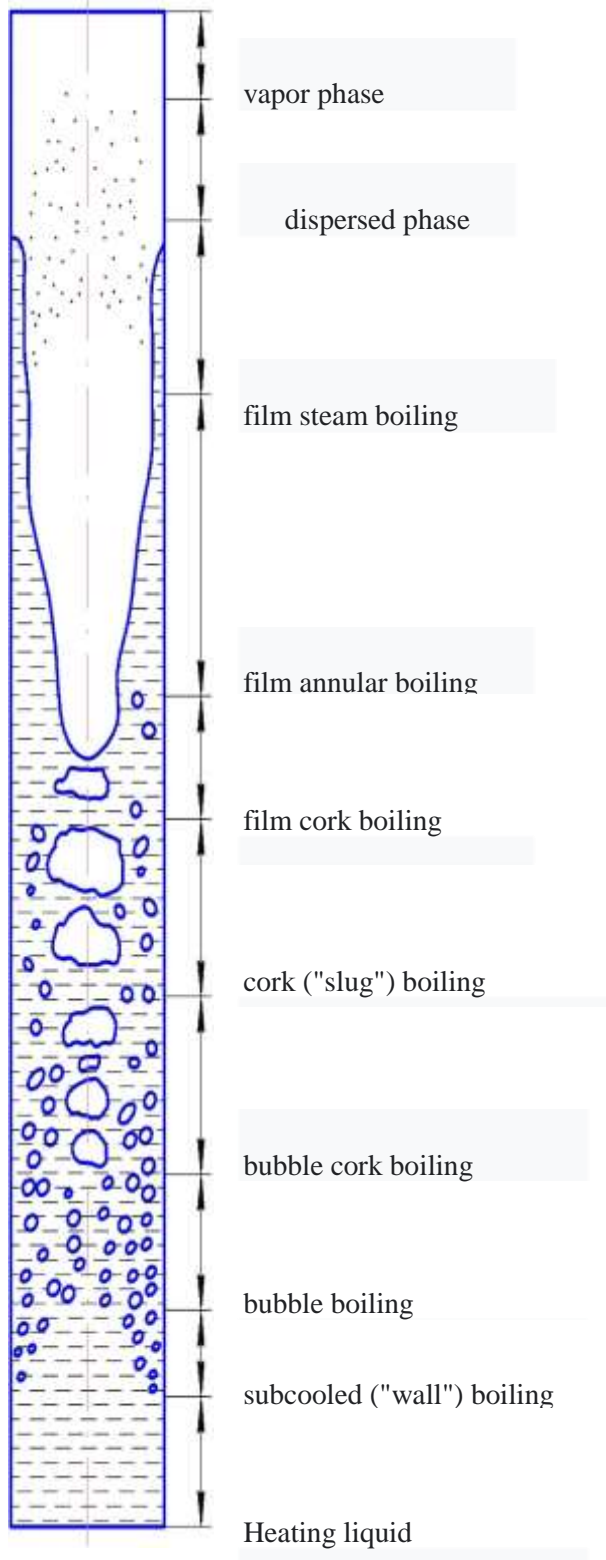 vapor phase
dispersed phase
film steam boiling
film annular boiling
film cork boiling
cork ("slug") boiling
bubble cork boiling
bubble boiling
subcooled ("wall") boiling
Heating liquid